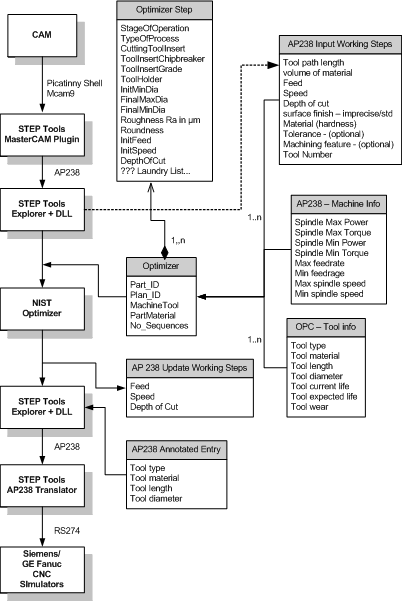 CAM
Picatinny Shell
Mcam9
STEP Tools
MasterCAM Plugin
AP238
STEP Tools
Explorer + DLL
NIST
Optimizer
STEP Tools
Explorer + DLL
AP238
STEP Tools
AP238 Translator
RS274
Siemens/
GE Fanuc
CNC
SImulators
Optimizer Step
StageOfOperation
TypeOfProcess
CuttingToolInsert
ToolInsertChipbreaker
ToolInsertGrade
ToolHolder
InitMinDia
FinalMaxDia
FinalMinDia
Roughness Ra in µm
Roundness
InitFeed
InitSpeed
DepthOfCut
??? Laundry List...
1,.n
Optimizer
Part_ID
Plan_ID
MachineTool
PartMaterial
No_Sequences
AP 238 Update Working Steps
Feed
Speed
Depth of Cut
AP238 Annotated Entry
Tool type
Tool material
Tool length
Tool diameter
AP238 Input Working Steps
Tool path length
volume of material
Feed
Speed
Depth of cut
surface finish – imprecise/std
Material (hardness)
Tolerance - (optional)
Machining feature - (optional)
Tool Number
1..n
AP238 – Machine Info
Spindle Max Power
Spindle Max Torque
Spindle Min Power
Spindle Min Torque
Max feedrate
Min feedrage
Max spindle speed
Min spindle speed
1..n
OPC – Tool info
Tool type
Tool material
Tool length
Tool diameter
Tool current life
Tool expected life
Tool wear